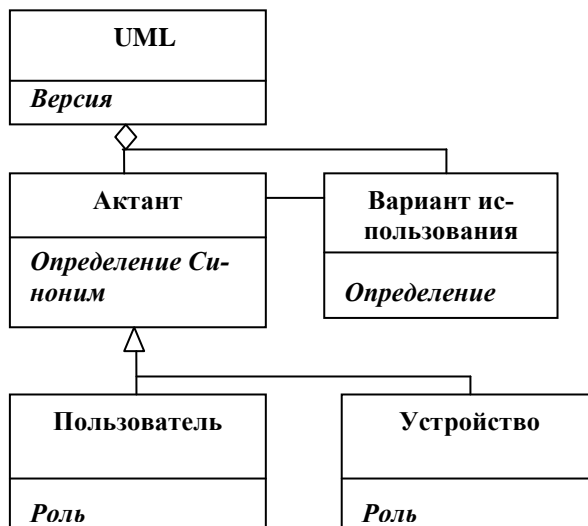 UML
Версия
Актант
Определение Си-
ноним
Вариант ис-
пользования
Определение
Пользователь
Роль
Устройство
Роль